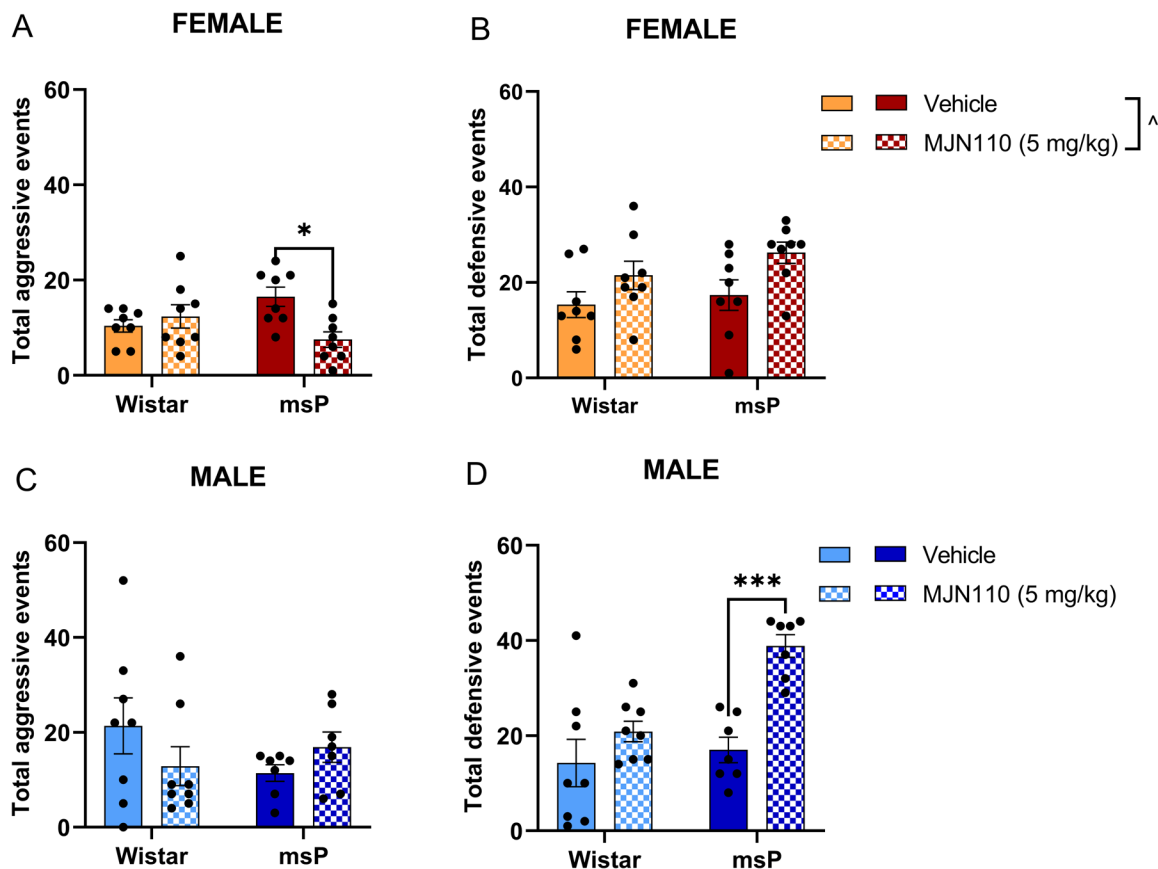 A
FEMALE
Total aggressive events
60
40
20
0
*
Wistar
msP
B
FEMALE
Total defensive events
60
40
20
0
Wistar
msP
Vehicle
MJN110 (5 mg/kg)
^
C
MALE
Total aggressive events
60
40
20
0
Wistar
msP
D
MALE
Total defensive events
60
40
20
0
***
Wistar
msP
Vehicle
MJN110 (5 mg/kg)